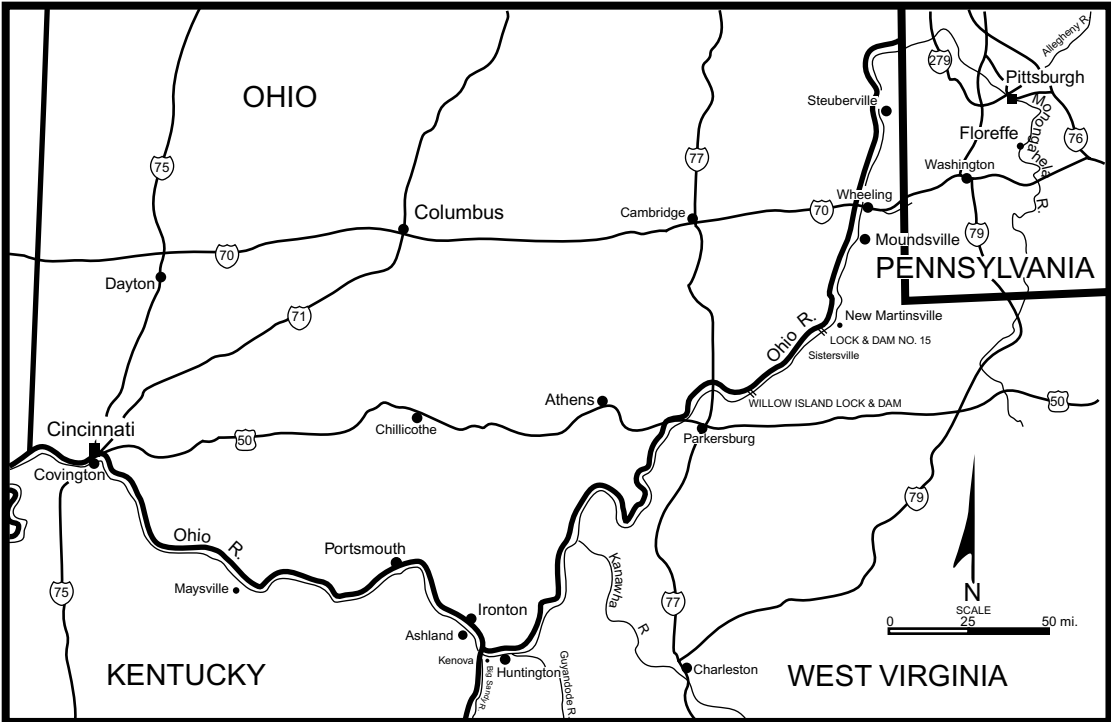 Allegheny R.
279
OHIO
Pittsburgh
Steuberville
Mononga hela R.
Floreffe
76
75
77
Washington
Wheeling
Columbus
Cambridge
70
79
Moundsville
70
PENNSYLVANIA
Dayton
71
New Martinsville
Ohio R.
LOCK & DAM NO. 15
Sistersville
Athens
WILLOW ISLAND LOCK & DAM
50
Chillicothe
Cincinnati
50
Parkersburg
Covington
79
Ohio R.
Portsmouth
Kanawha R
Maysville
75
77
N
SCALE
0 25 50 mi.
Ironton
Ashland
Kenova
Huntington
Big Sandy R.
Guyandode R.
Charleston
KENTUCKY
WEST VIRGINIA